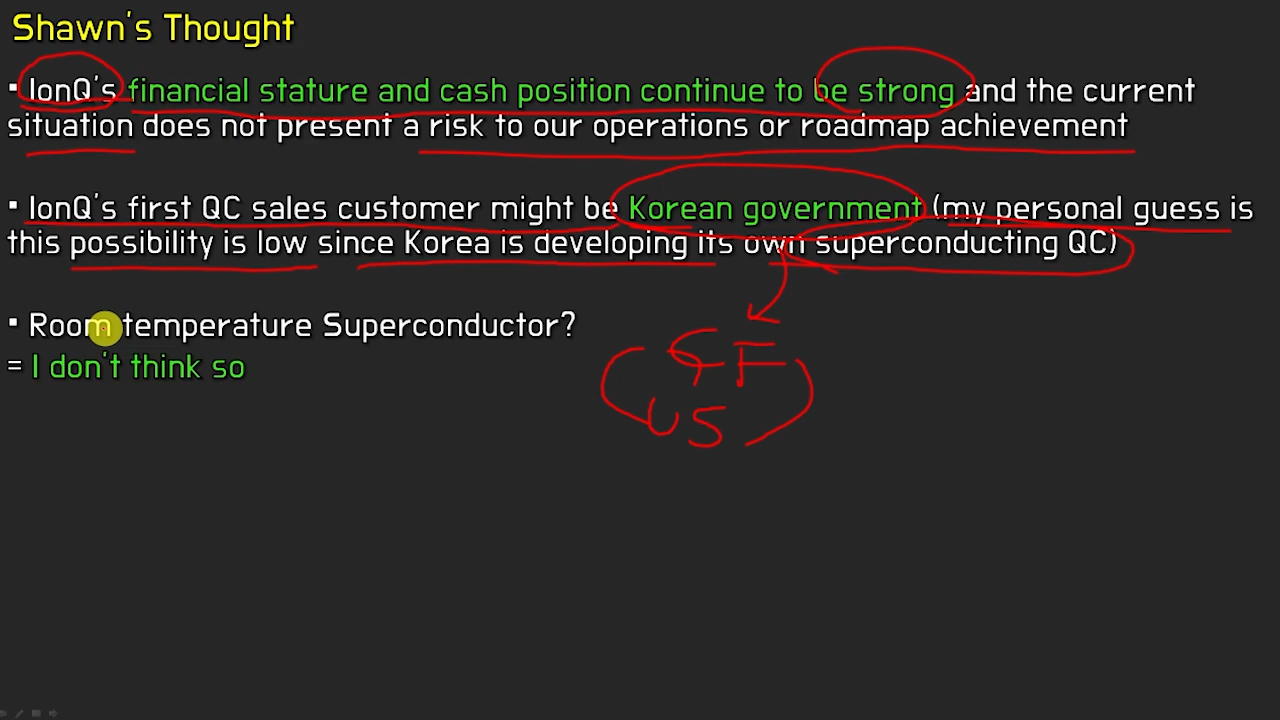 Shawn's Thought
▪ IonQ's financial stature and cash position continue to be strong and the current
situation does not present a risk to our operations or roadmap achievement
▪ IonQ's first QC sales customer might be Korean government (my personal guess is
this possibility is low since Korea is developing its own superconducting QC)
▪ Room temperature Superconductor?
= I don't think so
US